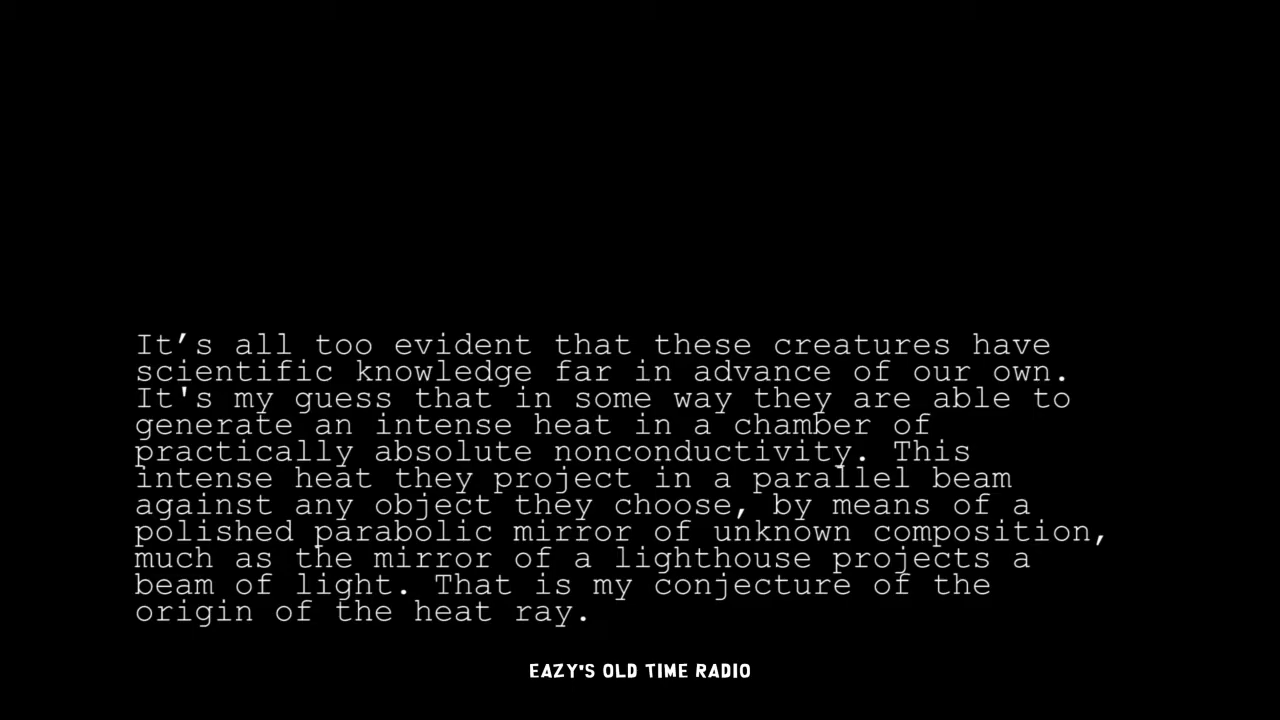 It’s all too evident that these creatures have
scientific knowledge far in advance of our own.
It's my guess that in some way they are able to
generate an intense heat in a chamber of
practically absolute nonconductivity. This
intense heat they project in a parallel beam
against any object they choose, by means of a
polished parabolic mirror of unknown composition,
much as the mirror of a lighthouse projects a
beam of light. That is my conjecture of the
origin of the heat ray.
EAZY'S OLD TIME RADIO